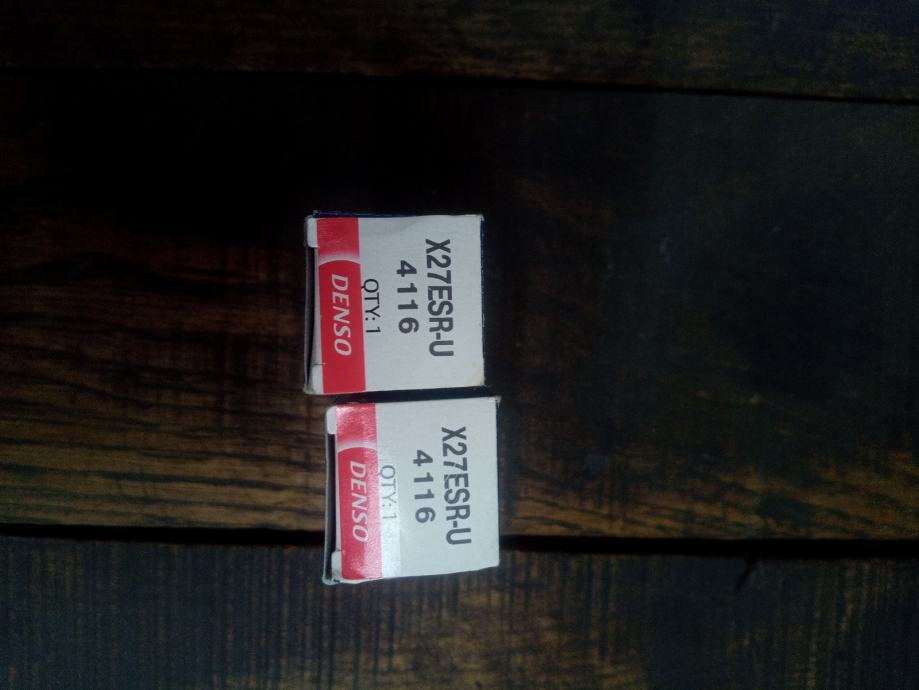 X27ESR-U
4116
QTY: 1
DENSO
X27ESR-U
4116
QTY: 1
DENSO